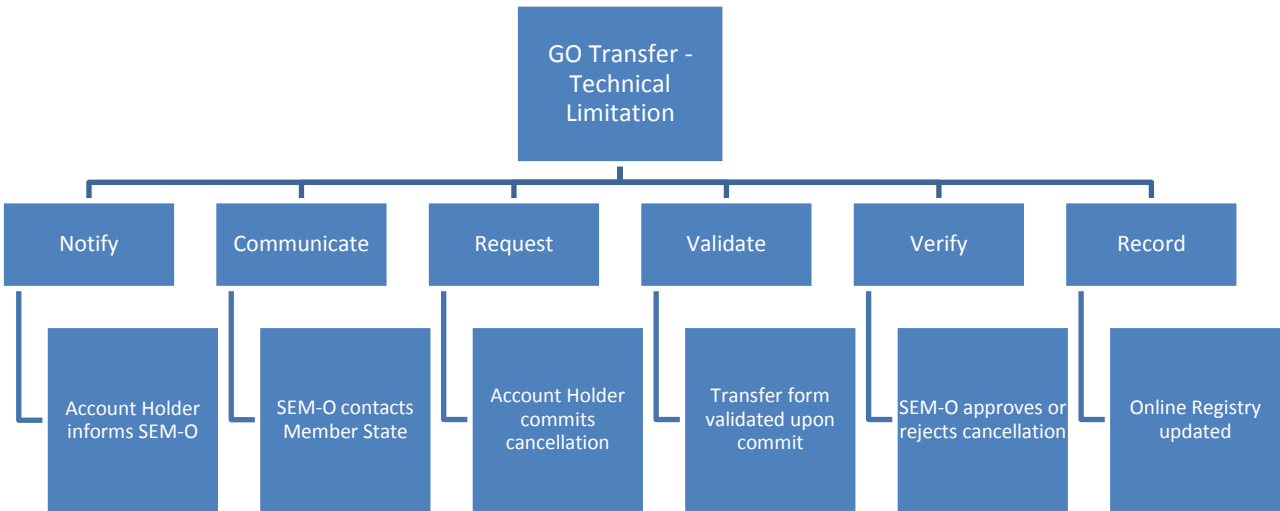 GO Transfer -
Technical
Limitation
Notify
Communicate
Request
Validate
Verify
Record
Account Holder
informs SEM-O
SEM-O contacts
Member State
Account Holder
commits
cancellation
Transfer form
validated upon
commit
SEM-O approves or
rejects cancellation
Online Registry
updated